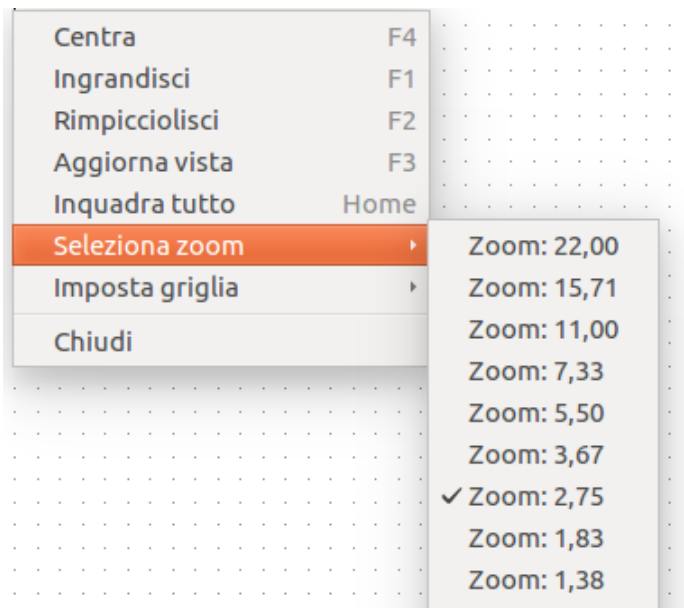 Centra F4
Ingrandisci F1
Rimpicciolisci F2
Aggiorna vista F3
Inquadra tutto Home
Seleziona zoom
Imposta griglia
Chiudi
Zoom: 22,00
Zoom: 15,71
Zoom: 11,00
Zoom: 7,33
Zoom: 5,50
Zoom: 3,67
Zoom: 2,75
Zoom: 1,83
Zoom: 1,38